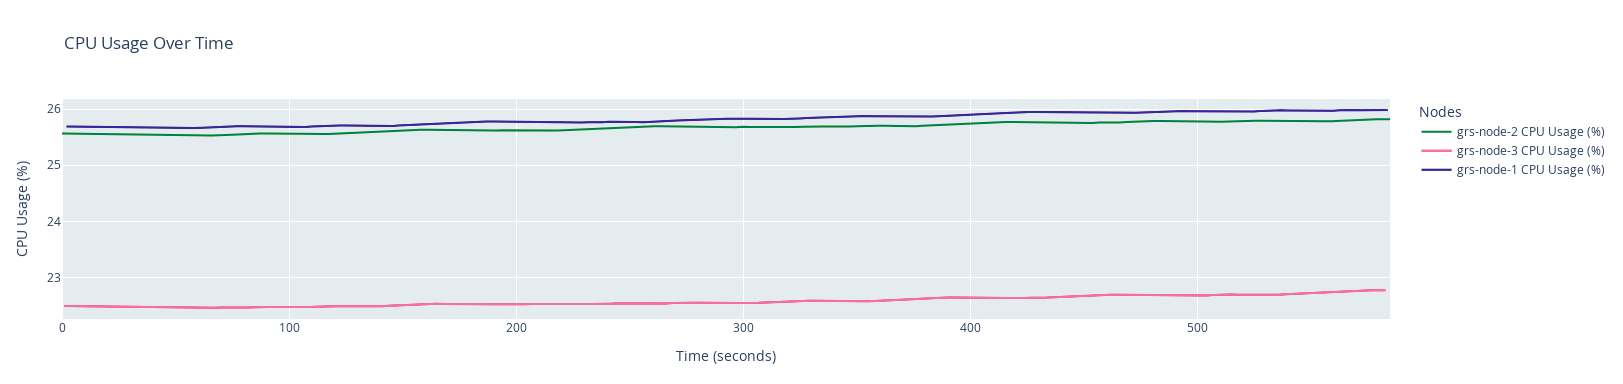 CPU Usage Over Time
26
25
24
23
CPU Usage (%)
0
100
200
300
400
500
Time (seconds)
Nodes
grs-node-2 CPU Usage (%)
grs-node-3 CPU Usage (%)
grs-node-1 CPU Usage (%)